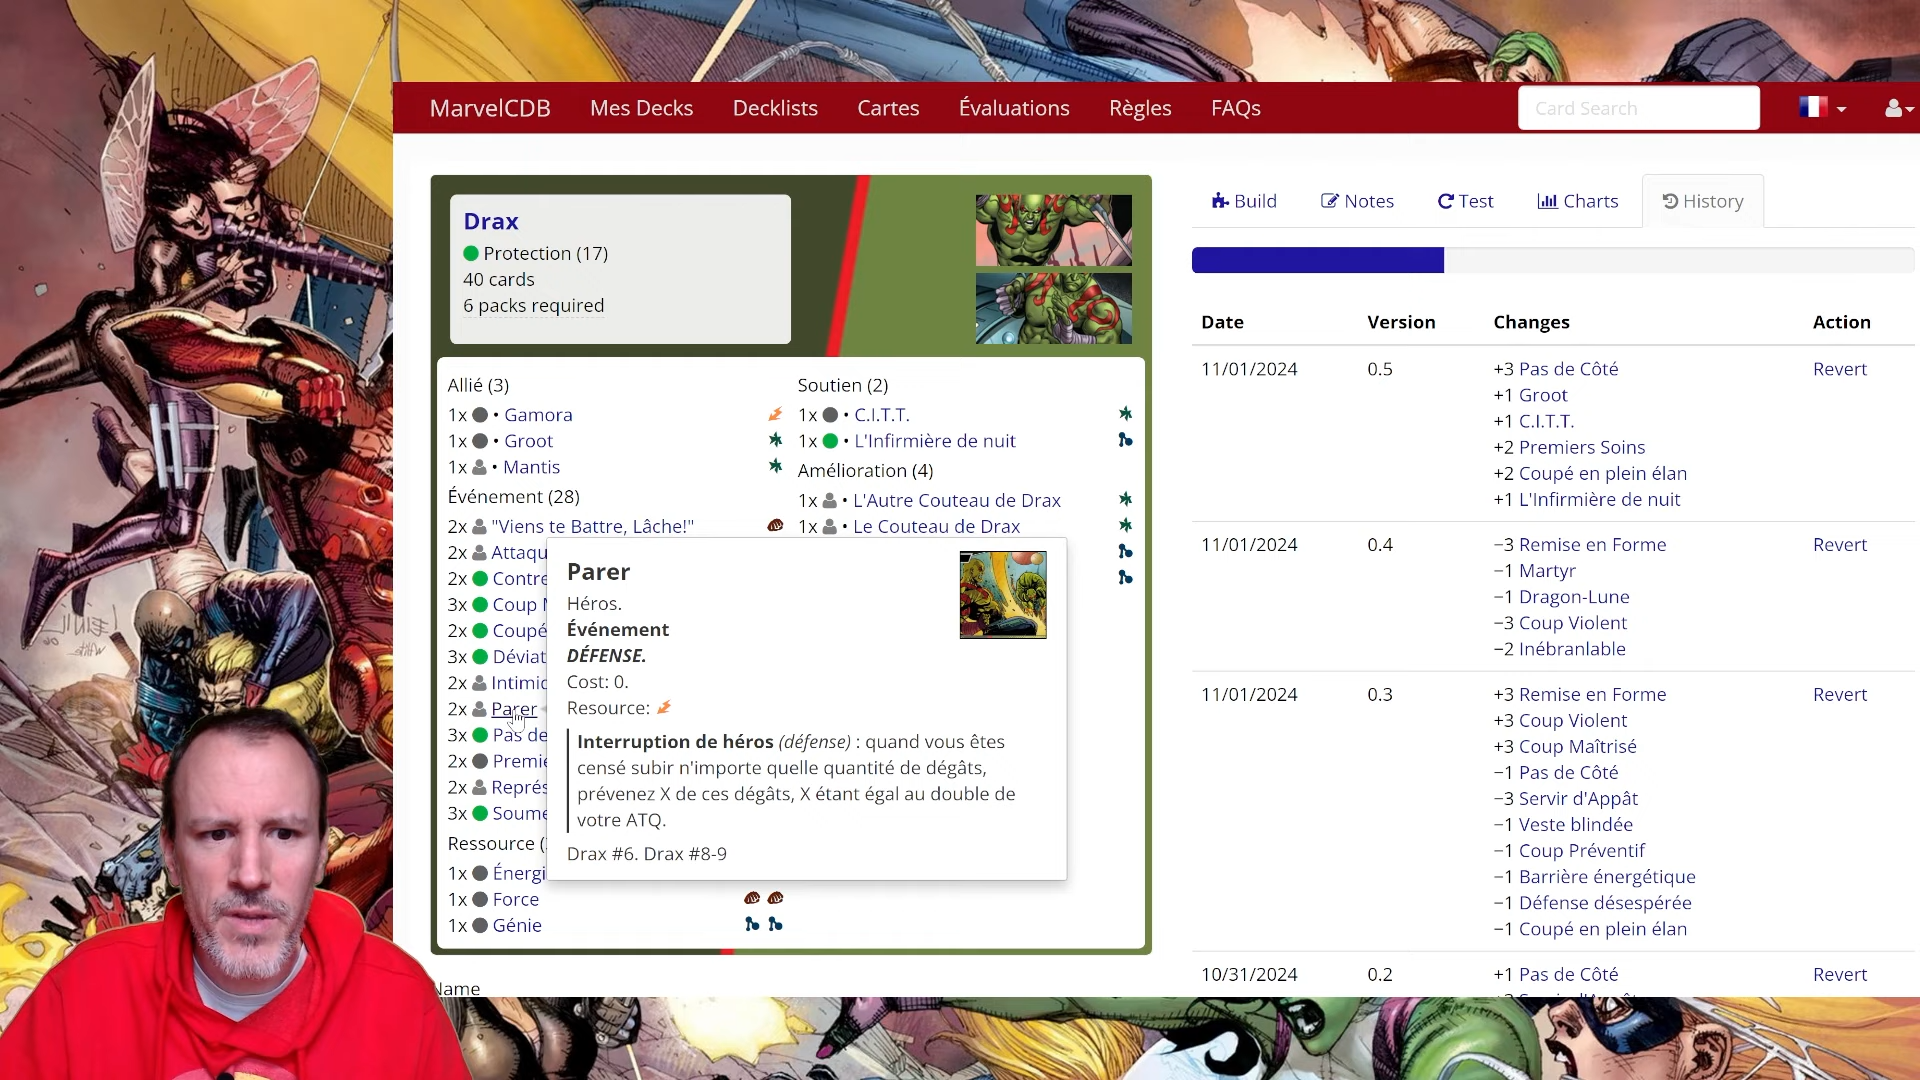 MarvelCDB Mes Decks Decklists Cartes Évaluations Règles FAQs Card Search
Drax
Protection (17)
40 cards
6 packs required
Allié (3)
1x • Gamora
1x • Groot
1x • Mantis
Événement (28)
2x "Viens te Battre, Lâche!"
2x Attaqu
2x Contre
3x Coup
2x Coupé
3x Déviat
2x Intimid
2x Parer
3x Pas de
2x Premie
2x Représ
3x Soume
Ressource (
1x Énergi
1x Force
1x Génie
Soutien (2)
1x • C.I.T.T.
1x • L'Infirmière de nuit
Amélioration (4)
1x • L'Autre Couteau de Drax
1x • Le Couteau de Drax
Parer
Héros.
Événement
DÉFENSE.
Cost: 0.
Resource:
Interruption de héros (défense) : quand vous êtes
censé subir n'importe quelle quantité de dégâts,
prévenez X de ces dégâts, X étant égal au double de
votre ATQ.
Drax #6. Drax #8-9
Name
Build Notes Test Charts History
Date Version Changes Action
11/01/2024 0.5 +3 Pas de Côté Revert
+1 Groot
+1 C.I.T.T.
+2 Premiers Soins
+2 Coupé en plein élan
+1 L'Infirmière de nuit
11/01/2024 0.4 −3 Remise en Forme Revert
−1 Martyr
−1 Dragon-Lune
−3 Coup Violent
−2 Inébranlable
11/01/2024 0.3 +3 Remise en Forme Revert
+3 Coup Violent
+3 Coup Maîtrisé
−1 Pas de Côté
−3 Servir d'Appât
−1 Veste blindée
−1 Coup Préventif
−1 Barrière énergétique
−1 Défense désespérée
−1 Coupé en plein élan
10/31/2024 0.2 +1 Pas de Côté Revert